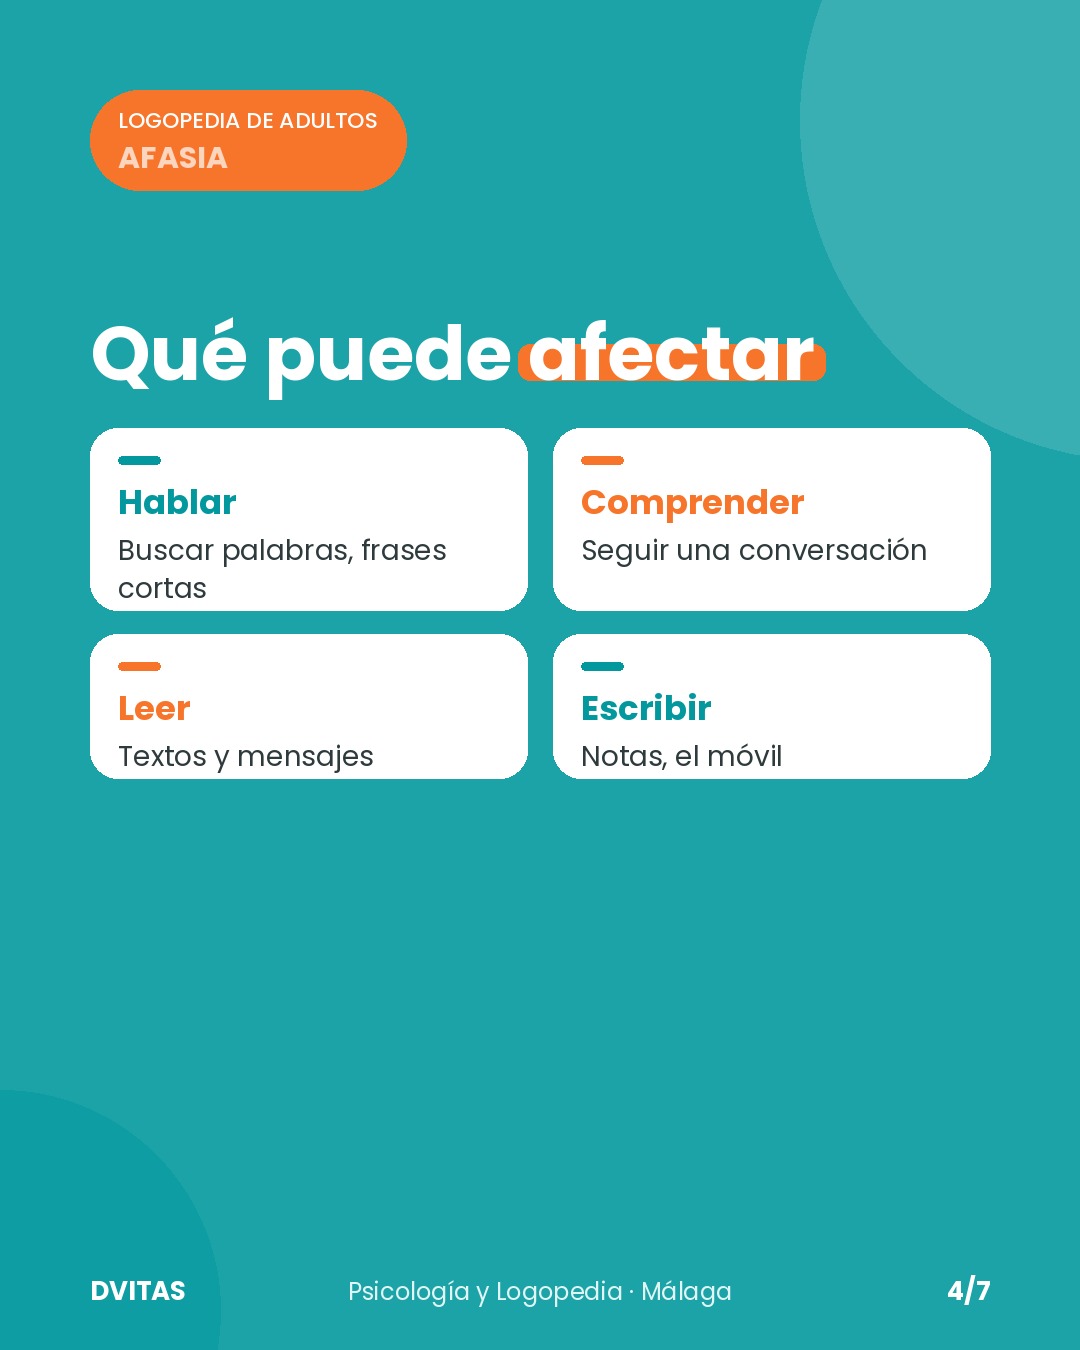 LOGOPEDIA DE ADULTOS
AFASIA
Qué puede afectar
Hablar
Buscar palabras, frases
cortas
Comprender
Seguir una conversación
Leer
Textos y mensajes
Escribir
Notas, el móvil
DVITAS
Psicología y Logopedia · Málaga
4/7